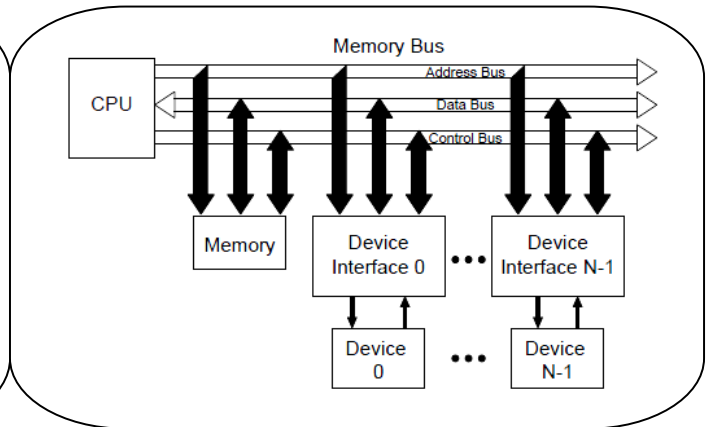 Memory Bus
Address Bus
CPU
Data Bus
Control Bus
Memory
Device
Interface 0
Device
Interface N-1
Device
0
Device
N-1